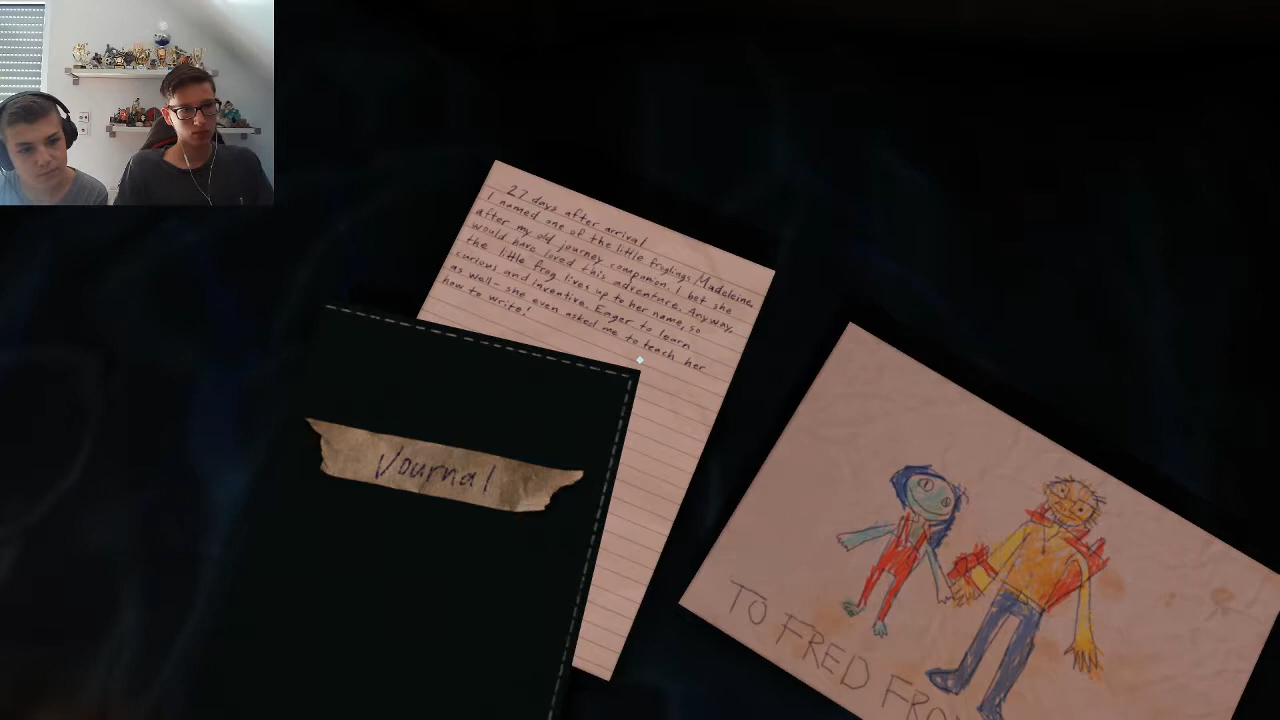 27 days after arrival
I named one of the little froglings Madeleine,
after my old journey companion. I bet she
would have loved this adventure. Anyway,
the little frog lives up to her name, so
curious and inventive. Eager to learn
as well - she even asked me to teach her
how to write!
Journal
TO FRED FRO